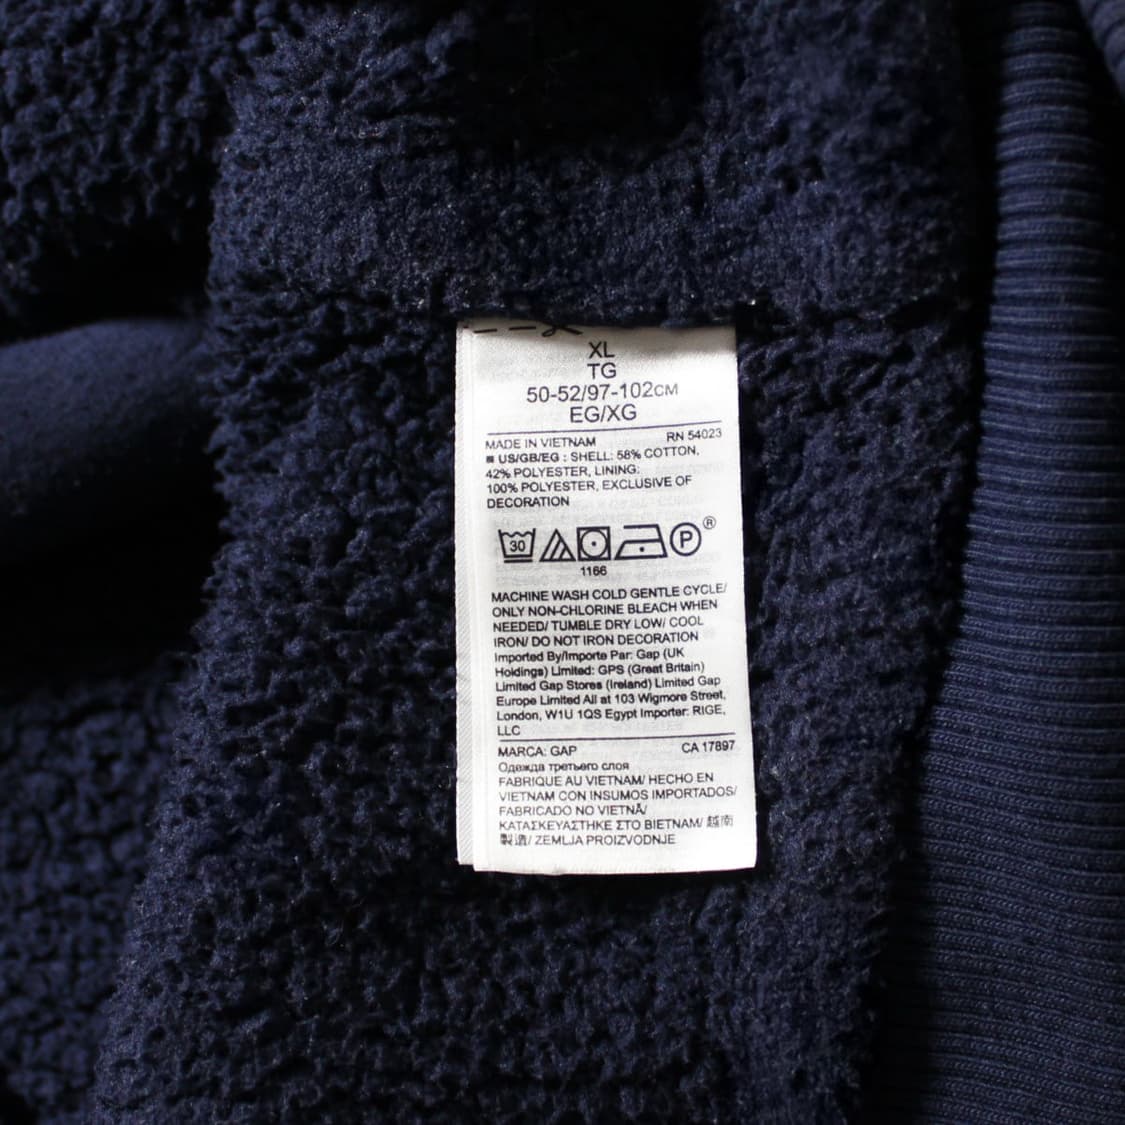 XL
TG
50-52/97-102CM
EG/XG
MADE IN VIETNAM RN 54023
■ US/GB/EG : SHELL: 58% COTTON,
42% POLYESTER, LINING:
100% POLYESTER, EXCLUSIVE OF
DECORATION
30 P ®
1166
MACHINE WASH COLD GENTLE CYCLE/
ONLY NON-CHLORINE BLEACH WHEN
NEEDED/ TUMBLE DRY LOW/ COOL
IRON/ DO NOT IRON DECORATION
Imported By/Importe Par: Gap (UK
Holdings) Limited: GPS (Great Britain)
Limited Gap Stores (Ireland) Limited Gap
Europe Limited All at 103 Wigmore Street,
London, W1U 1QS Egypt Importer: RIGE,
LLC
MARCA: GAP CA 17897
Одежда третьего слоя
FABRIQUE AU VIETNAM/ HECHO EN
VIETNAM CON INSUMOS IMPORTADOS/
FABRICADO NO VIETNÃ/
ΚΑΤΑΣΚΕΥΑΣΤΗΚΕ ΣΤΟ ΒΙΕΤΝΑΜ/ 越南
製造/ ZEMLJA PROIZVODNJE